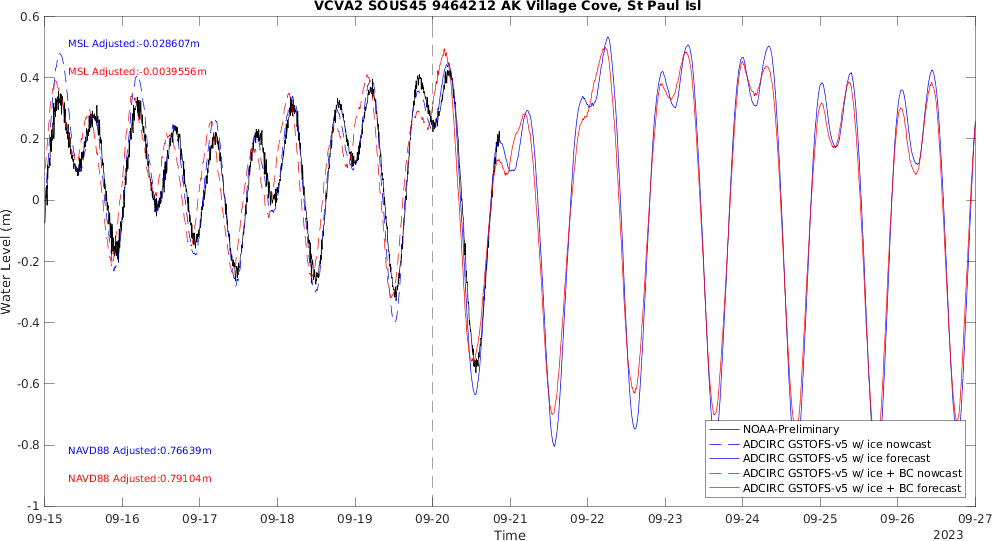 VCVA2 SOUS45 9464212 AK Village Cove, St Paul Isl
0.6
MSL Adjusted:-0.028607m
0.4
MSL Adjusted:-0.0039556m
0.2
0
-0.2
-0.4
-0.6
-0.8
-1
Water Level (m)
NAVD88 Adjusted:0.76639m
NAVD88 Adjusted:0.79104m
NOAA-Preliminary
ADCIRC GSTOFS-v5 w/ ice nowcast
ADCIRC GSTOFS-v5 w/ ice forecast
ADCIRC GSTOFS-v5 w/ ice + BC nowcast
ADCIRC GSTOFS-v5 w/ ice + BC forecast
09-15 09-16 09-17 09-18 09-19 09-20 09-21 09-22 09-23 09-24 09-25 09-26 09-27
Time
2023